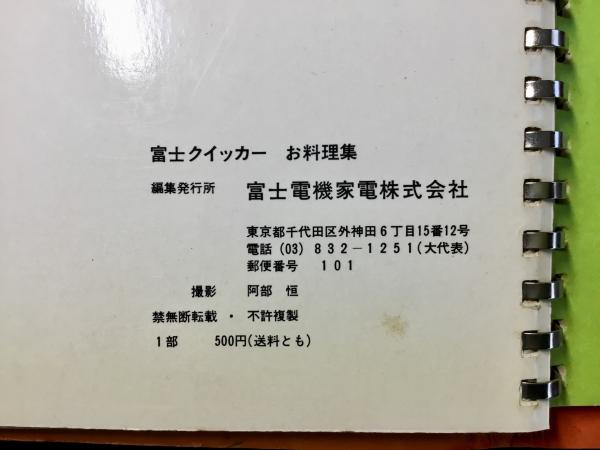 富士クイッカー お料理集
編集発行所 富士電機家電株式会社
東京都千代田区外神田6丁目15番12号
電話(03)832-1251(大代表)
郵便番号 101
撮影 阿部 恒
禁無断転載・不許複製
1部 500円(送料とも)